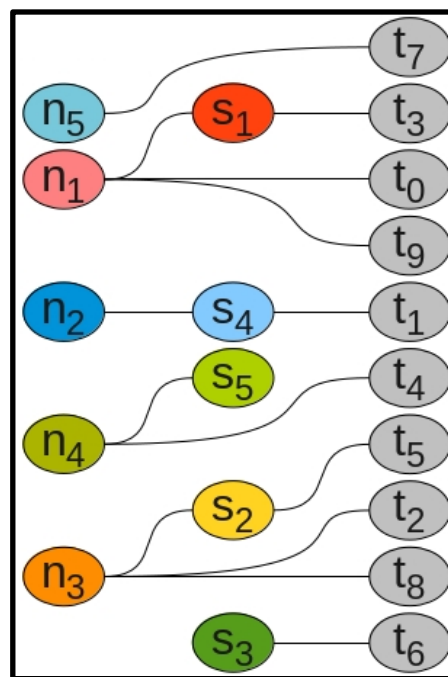 t₇
n₅ s₁ t₃
n₁ t₀
t₉
n₂ s₄ t₁
s₅ t₄
n₄ t₅
s₂ t₂
n₃ t₈
s₃ t₆